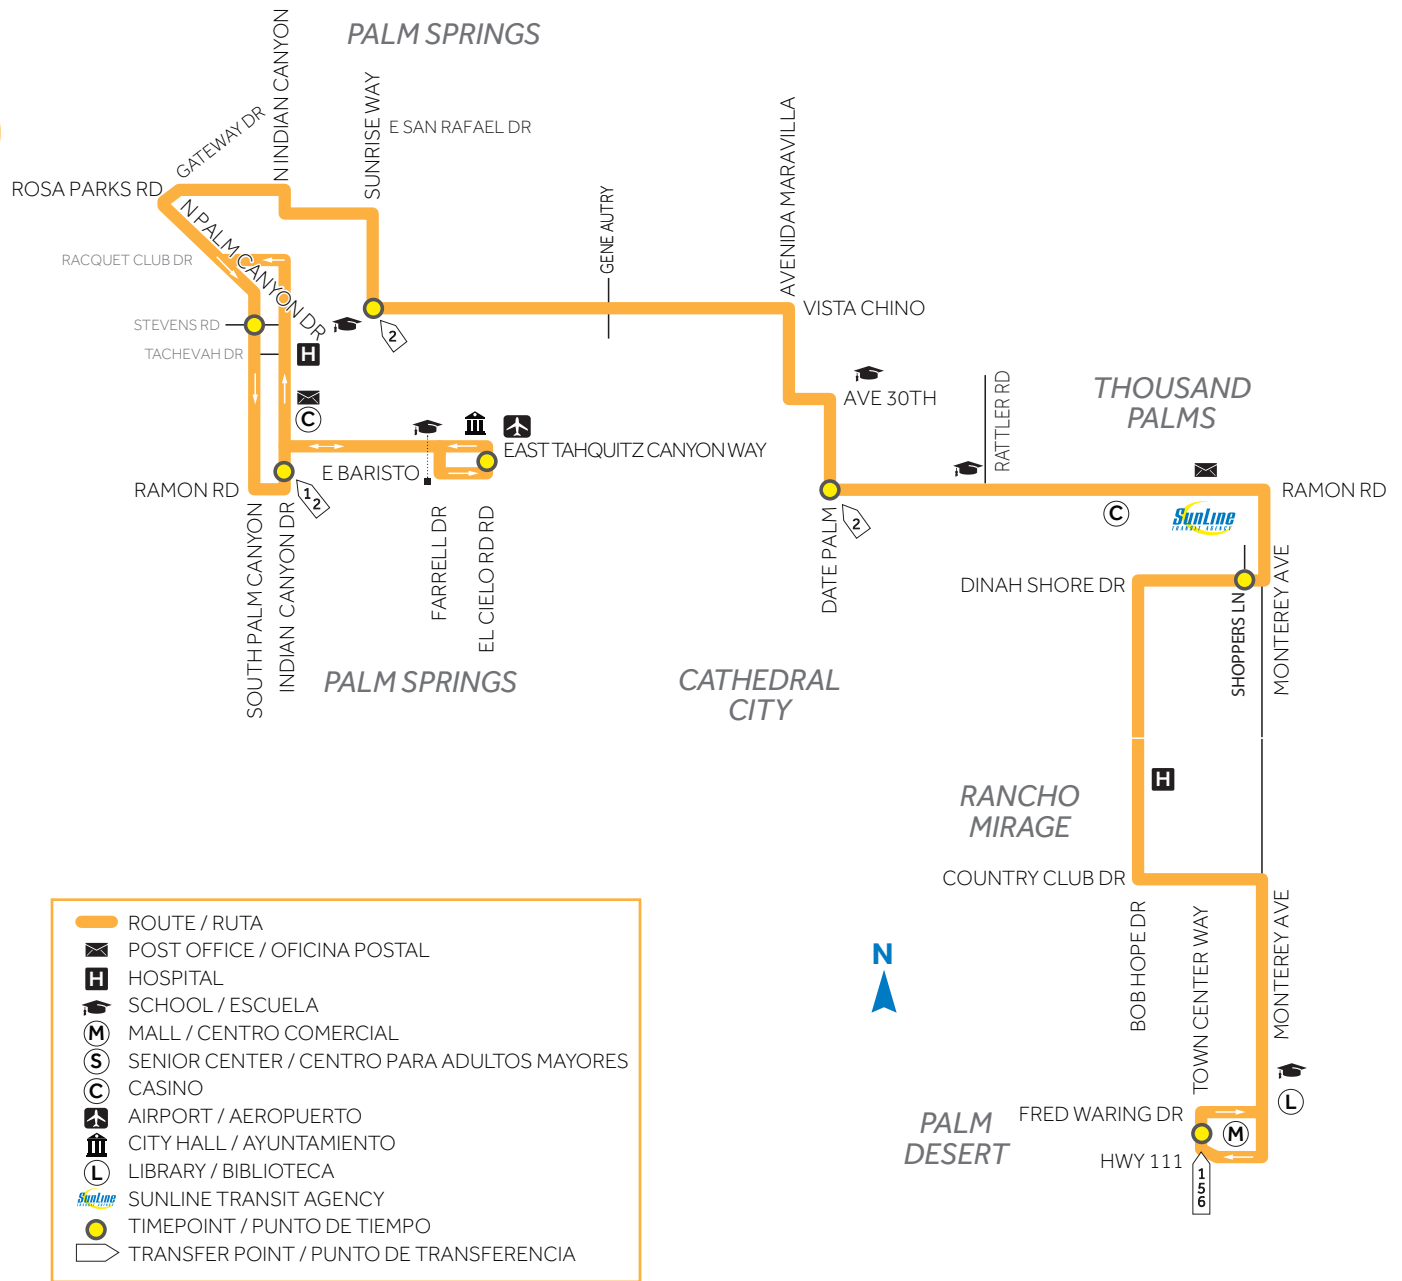 PALM SPRINGS
N INDIAN CANYON
SUNRISE WAY
E SAN RAFAEL DR
GATEWAY DR
ROSA PARKS RD
N PALM CANYON DR
RACQUET CLUB DR
STEVENS RD
TACHEVAH DR
H
C
2
GENE AUTRY
AVENIDA MARAVILLA
VISTA CHINO
AVE 30TH
RATTLER RD
THOUSAND
PALMS
EAST TAHQUITZ CANYON WAY
E BARISTO
RAMON RD
1
2
SOUTH PALM CANYON
INDIAN CANYON DR
FARRELL DR
EL CIELO RD RD
PALM SPRINGS
2
DATE PALM
CATHEDRAL
CITY
C
SunLine
TRANSIT AGENCY
RAMON RD
DINAH SHORE DR
SHOPPERS LN
MONTEREY AVE
H
RANCHO
MIRAGE
COUNTRY CLUB DR
BOB HOPE DR
TOWN CENTER WAY
MONTEREY AVE
L
FRED WARING DR
M
PALM
DESERT
HWY 111
1
5
6
N
ROUTE / RUTA
POST OFFICE / OFICINA POSTAL
H HOSPITAL
SCHOOL / ESCUELA
M MALL / CENTRO COMERCIAL
S SENIOR CENTER / CENTRO PARA ADULTOS MAYORES
C CASINO
AIRPORT / AEROPUERTO
CITY HALL / AYUNTAMIENTO
L LIBRARY / BIBLIOTECA
SunLine SUNLINE TRANSIT AGENCY
TIMEPOINT / PUNTO DE TIEMPO
TRANSFER POINT / PUNTO DE TRANSFERENCIA